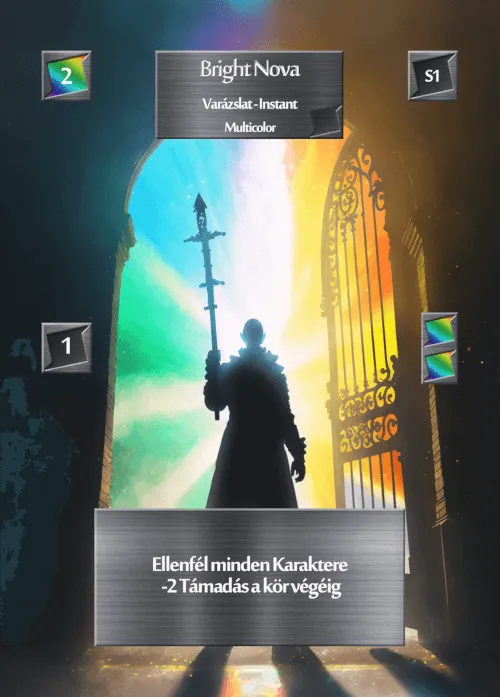 2
Bright Nova
S1
Varázslat - Instant
Multicolor
1
Ellenfél minden Karaktere
-2 Támadás a kör végéig